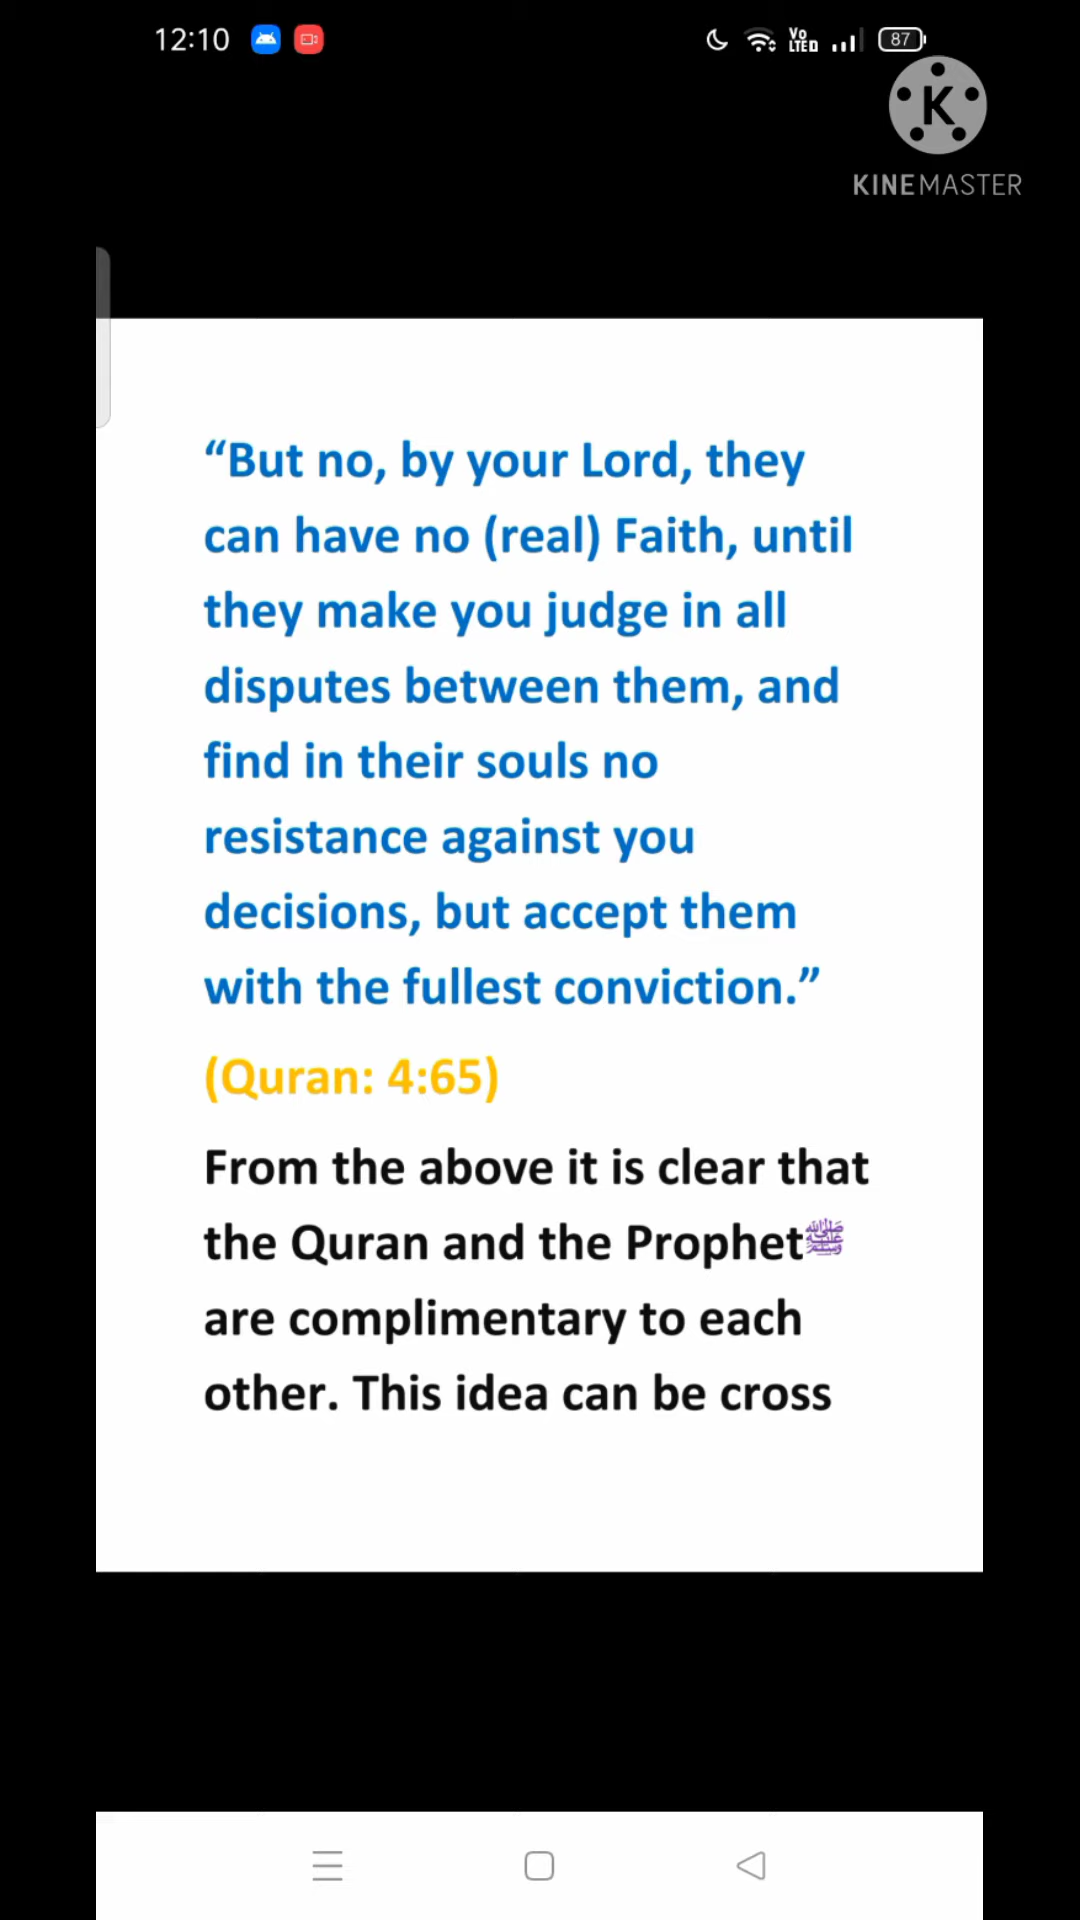 12:10
Vo
LTED
87
K
KINEMASTER
“But no, by your Lord, they
can have no (real) Faith, until
they make you judge in all
disputes between them, and
find in their souls no
resistance against you
decisions, but accept them
with the fullest conviction.”
(Quran: 4:65)
From the above it is clear that
the Quran and the Prophetﷺ
are complimentary to each
other. This idea can be cross